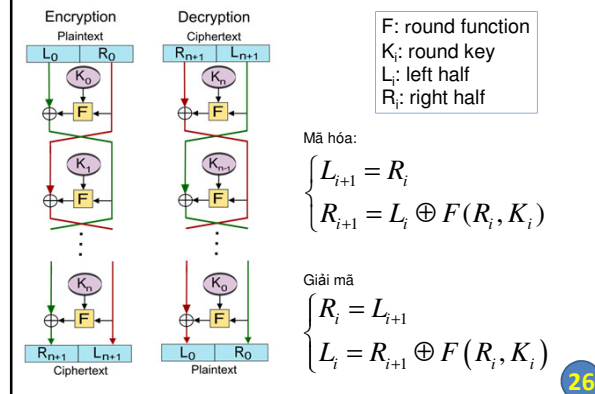 Encryption
Plaintext
L₀ R₀
K₀
F
K₁
F
Kₙ
F
Rₙ₊₁ Lₙ₊₁
Ciphertext
Decryption
Ciphertext
Rₙ₊₁ Lₙ₊₁
Kₙ
F
Kₙ₋₁
F
K₀
F
L₀ R₀
Plaintext
F: round function
Kᵢ: round key
Lᵢ: left half
Rᵢ: right half
Mã hóa:
Lᵢ₊₁ = Rᵢ
Rᵢ₊₁ = Lᵢ ⊕ F(Rᵢ, Kᵢ)
Giải mã
Rᵢ = Lᵢ₊₁
Lᵢ = Rᵢ₊₁ ⊕ F(Rᵢ, Kᵢ)
26